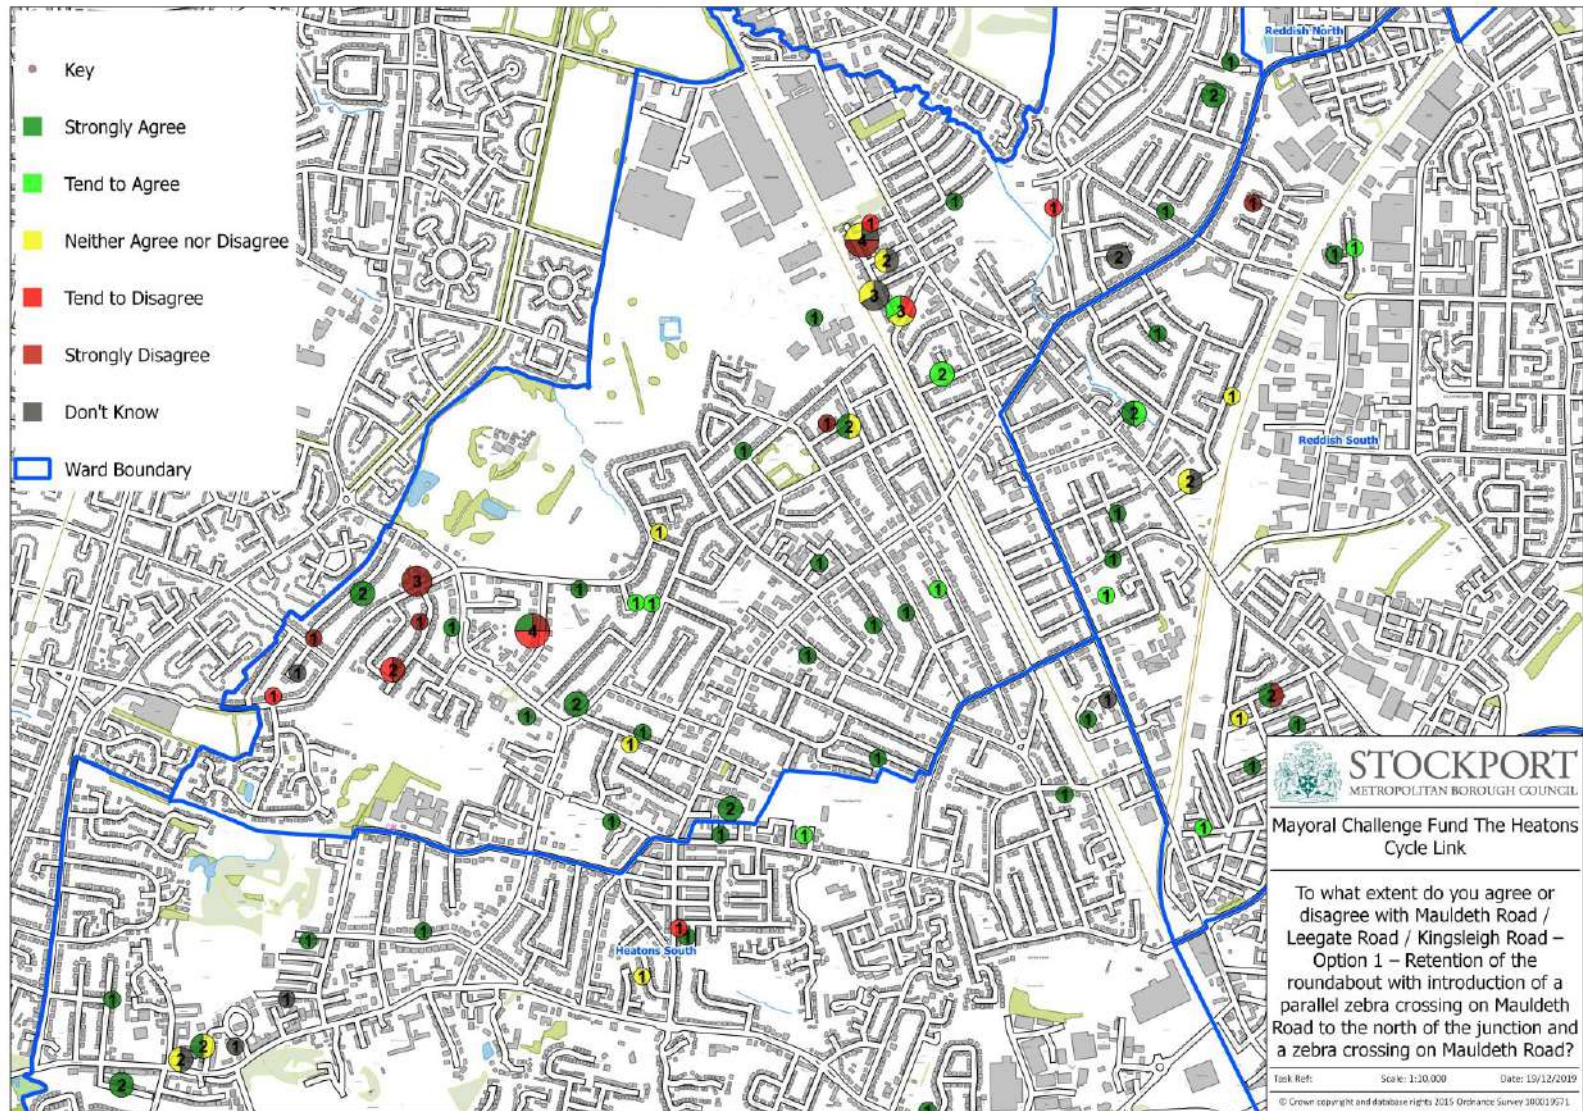 Key
Strongly Agree
Tend to Agree
Neither Agree nor Disagree
Tend to Disagree
Strongly Disagree
Don't Know
Ward Boundary
Reddish North
Reddish South
Heatons South
STOCKPORT
METROPOLITAN BOROUGH COUNCIL
Mayoral Challenge Fund The Heatons
Cycle Link
To what extent do you agree or
disagree with Mauldeth Road /
Leegate Road / Kingsleigh Road –
Option 1 – Retention of the
roundabout with introduction of a
parallel zebra crossing on Mauldeth
Road to the north of the junction and
a zebra crossing on Mauldeth Road?
Task Ref: Scale: 1:10,000 Date: 19/12/2019
© Crown copyright and database rights 2015 Ordnance Survey 100019571